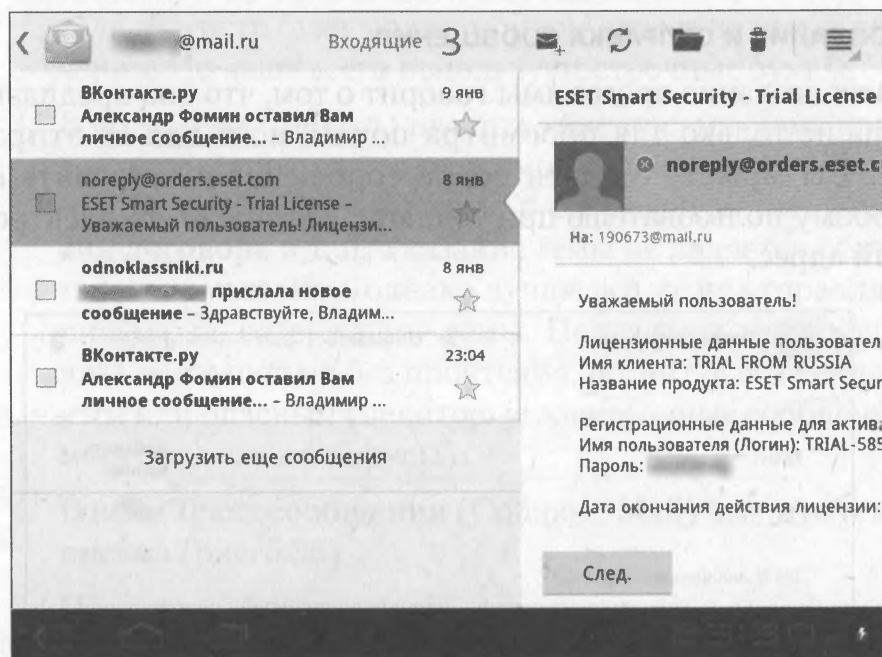 @mail.ru Входящие 3
ВКонтакте.ру 9 янв
Александр Фомин оставил Вам
личное сообщение... – Владимир ...
noreply@orders.eset.com 8 янв
ESET Smart Security - Trial License –
Уважаемый пользователь! Лицензи...
odnoklassniki.ru 8 янв
прислала новое
сообщение – Здравствуйте, Владим...
ВКонтакте.ру 23:04
Александр Фомин оставил Вам
личное сообщение... – Владимир ...
Загрузить еще сообщения
ESET Smart Security - Trial License
noreply@orders.eset.c
На: 190673@mail.ru
Уважаемый пользователь!
Лицензионные данные пользовател
Имя клиента: TRIAL FROM RUSSIA
Название продукта: ESET Smart Secur
Регистрационные данные для актива
Имя пользователя (Логин): TRIAL-585
Пароль:
Дата окончания действия лицензии:
След.